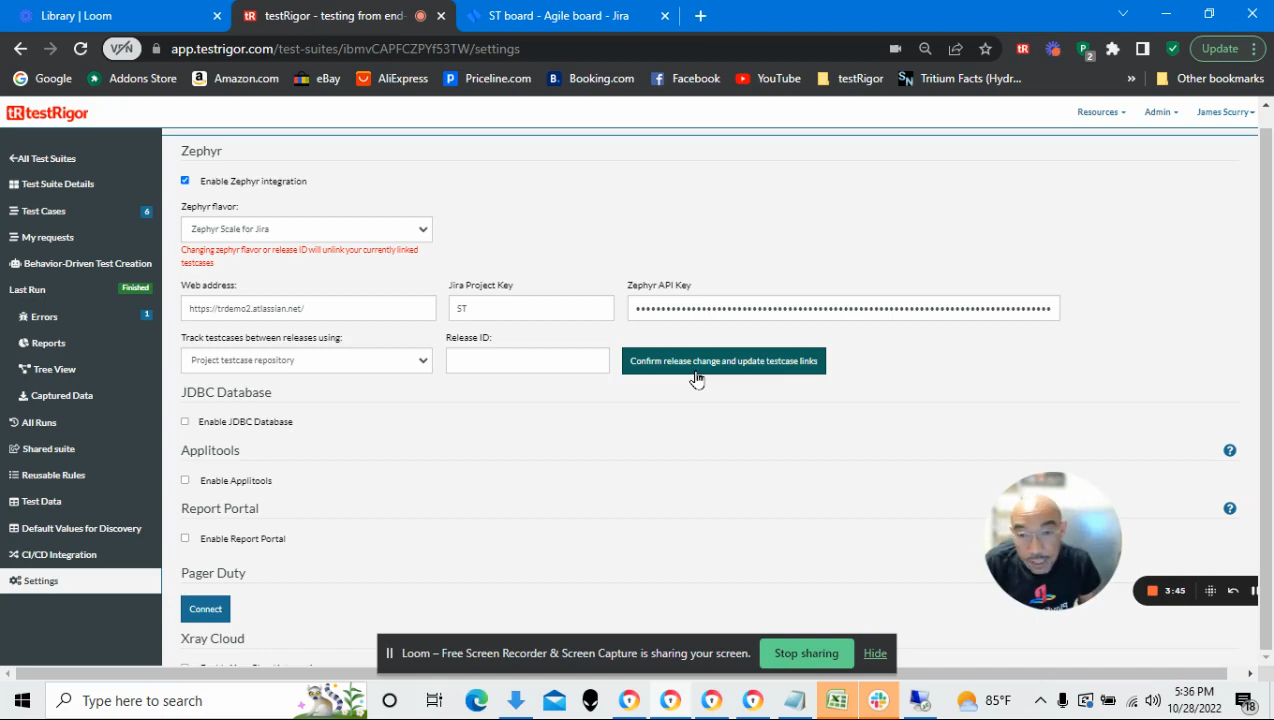 Library | Loom
testRigor - testing from end-
ST board - Agile board - Jira
VPN
app.testrigor.com/test-suites/ibmvCAPFCZPYf53TW/settings
tR
P
2
Update
Google
Addons Store
Amazon.com
eBay
AliExpress
Priceline.com
Booking.com
Facebook
YouTube
testRigor
Tritium Facts (Hydr...
»
Other bookmarks
tR testRigor
Resources
Admin
James Scurry
All Test Suites
Test Suite Details
Test Cases
6
My requests
Behavior-Driven Test Creation
Last Run
Finished
Errors
1
Reports
Tree View
Captured Data
All Runs
Shared suite
Reusable Rules
Test Data
Default Values for Discovery
CI/CD Integration
Settings
Zephyr
Enable Zephyr integration
Zephyr flavor:
Zephyr Scale for Jira
Changing zephyr flavor or release ID will unlink your currently linked
testcases
Web address:
Jira Project Key
Zephyr API Key
https://trdemo2.atlassian.net/
ST
Track testcases between releases using:
Release ID:
Project testcase repository
Confirm release change and update testcase links
JDBC Database
Enable JDBC Database
Applitools
?
Enable Applitools
Report Portal
?
Enable Report Portal
Pager Duty
Connect
Xray Cloud
3:45
Loom – Free Screen Recorder & Screen Capture is sharing your screen.
Stop sharing
Hide
Type here to search
85°F
5:36 PM
10/28/2022
18